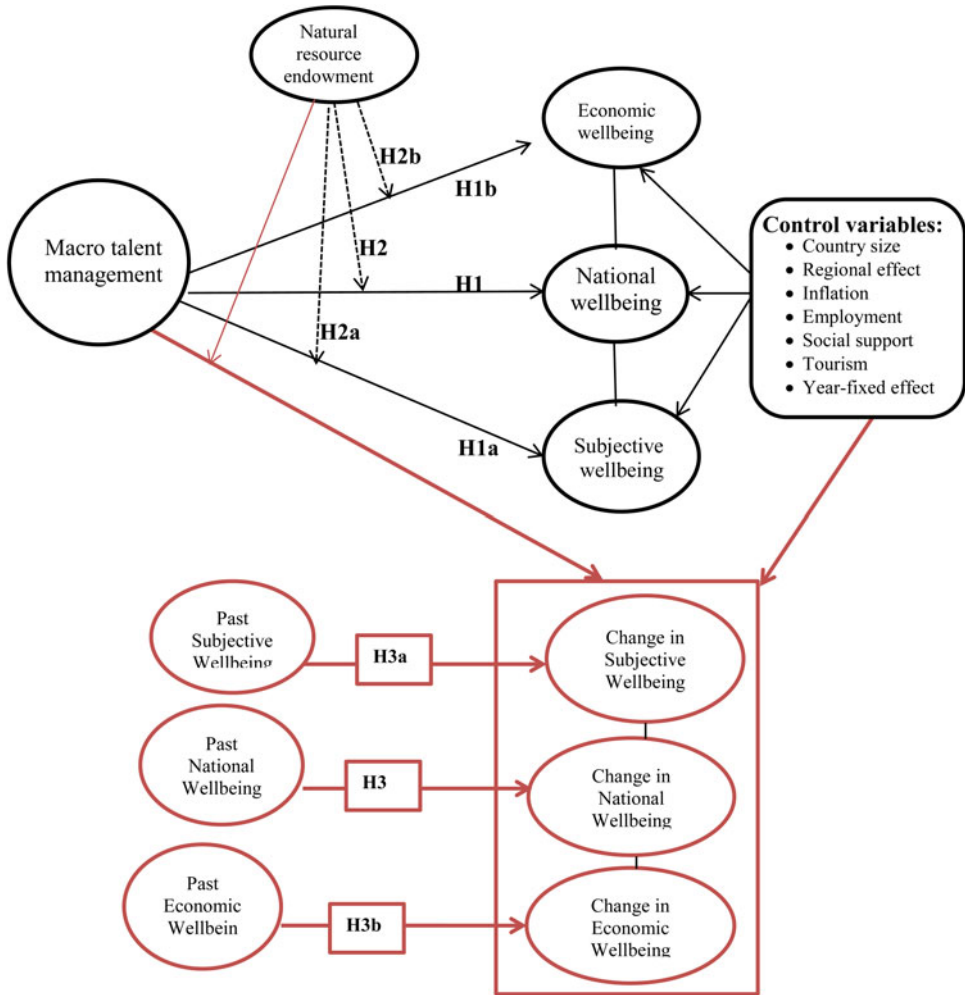 Natural
resource
endowment
Economic
wellbeing
H2b
H1b
Control variables:
• Country size
• Regional effect
• Inflation
• Employment
• Social support
• Tourism
• Year-fixed effect
Macro talent
management
H2
H1
National
wellbeing
H2a
H1a
Subjective
wellbeing
Past
Subjective
Wellbeing
H3a
Change in
Subjective
Wellbeing
Past
National
Wellbeing
H3
Change in
National
Wellbeing
Past
Economic
Wellbein
H3b
Change in
Economic
Wellbeing